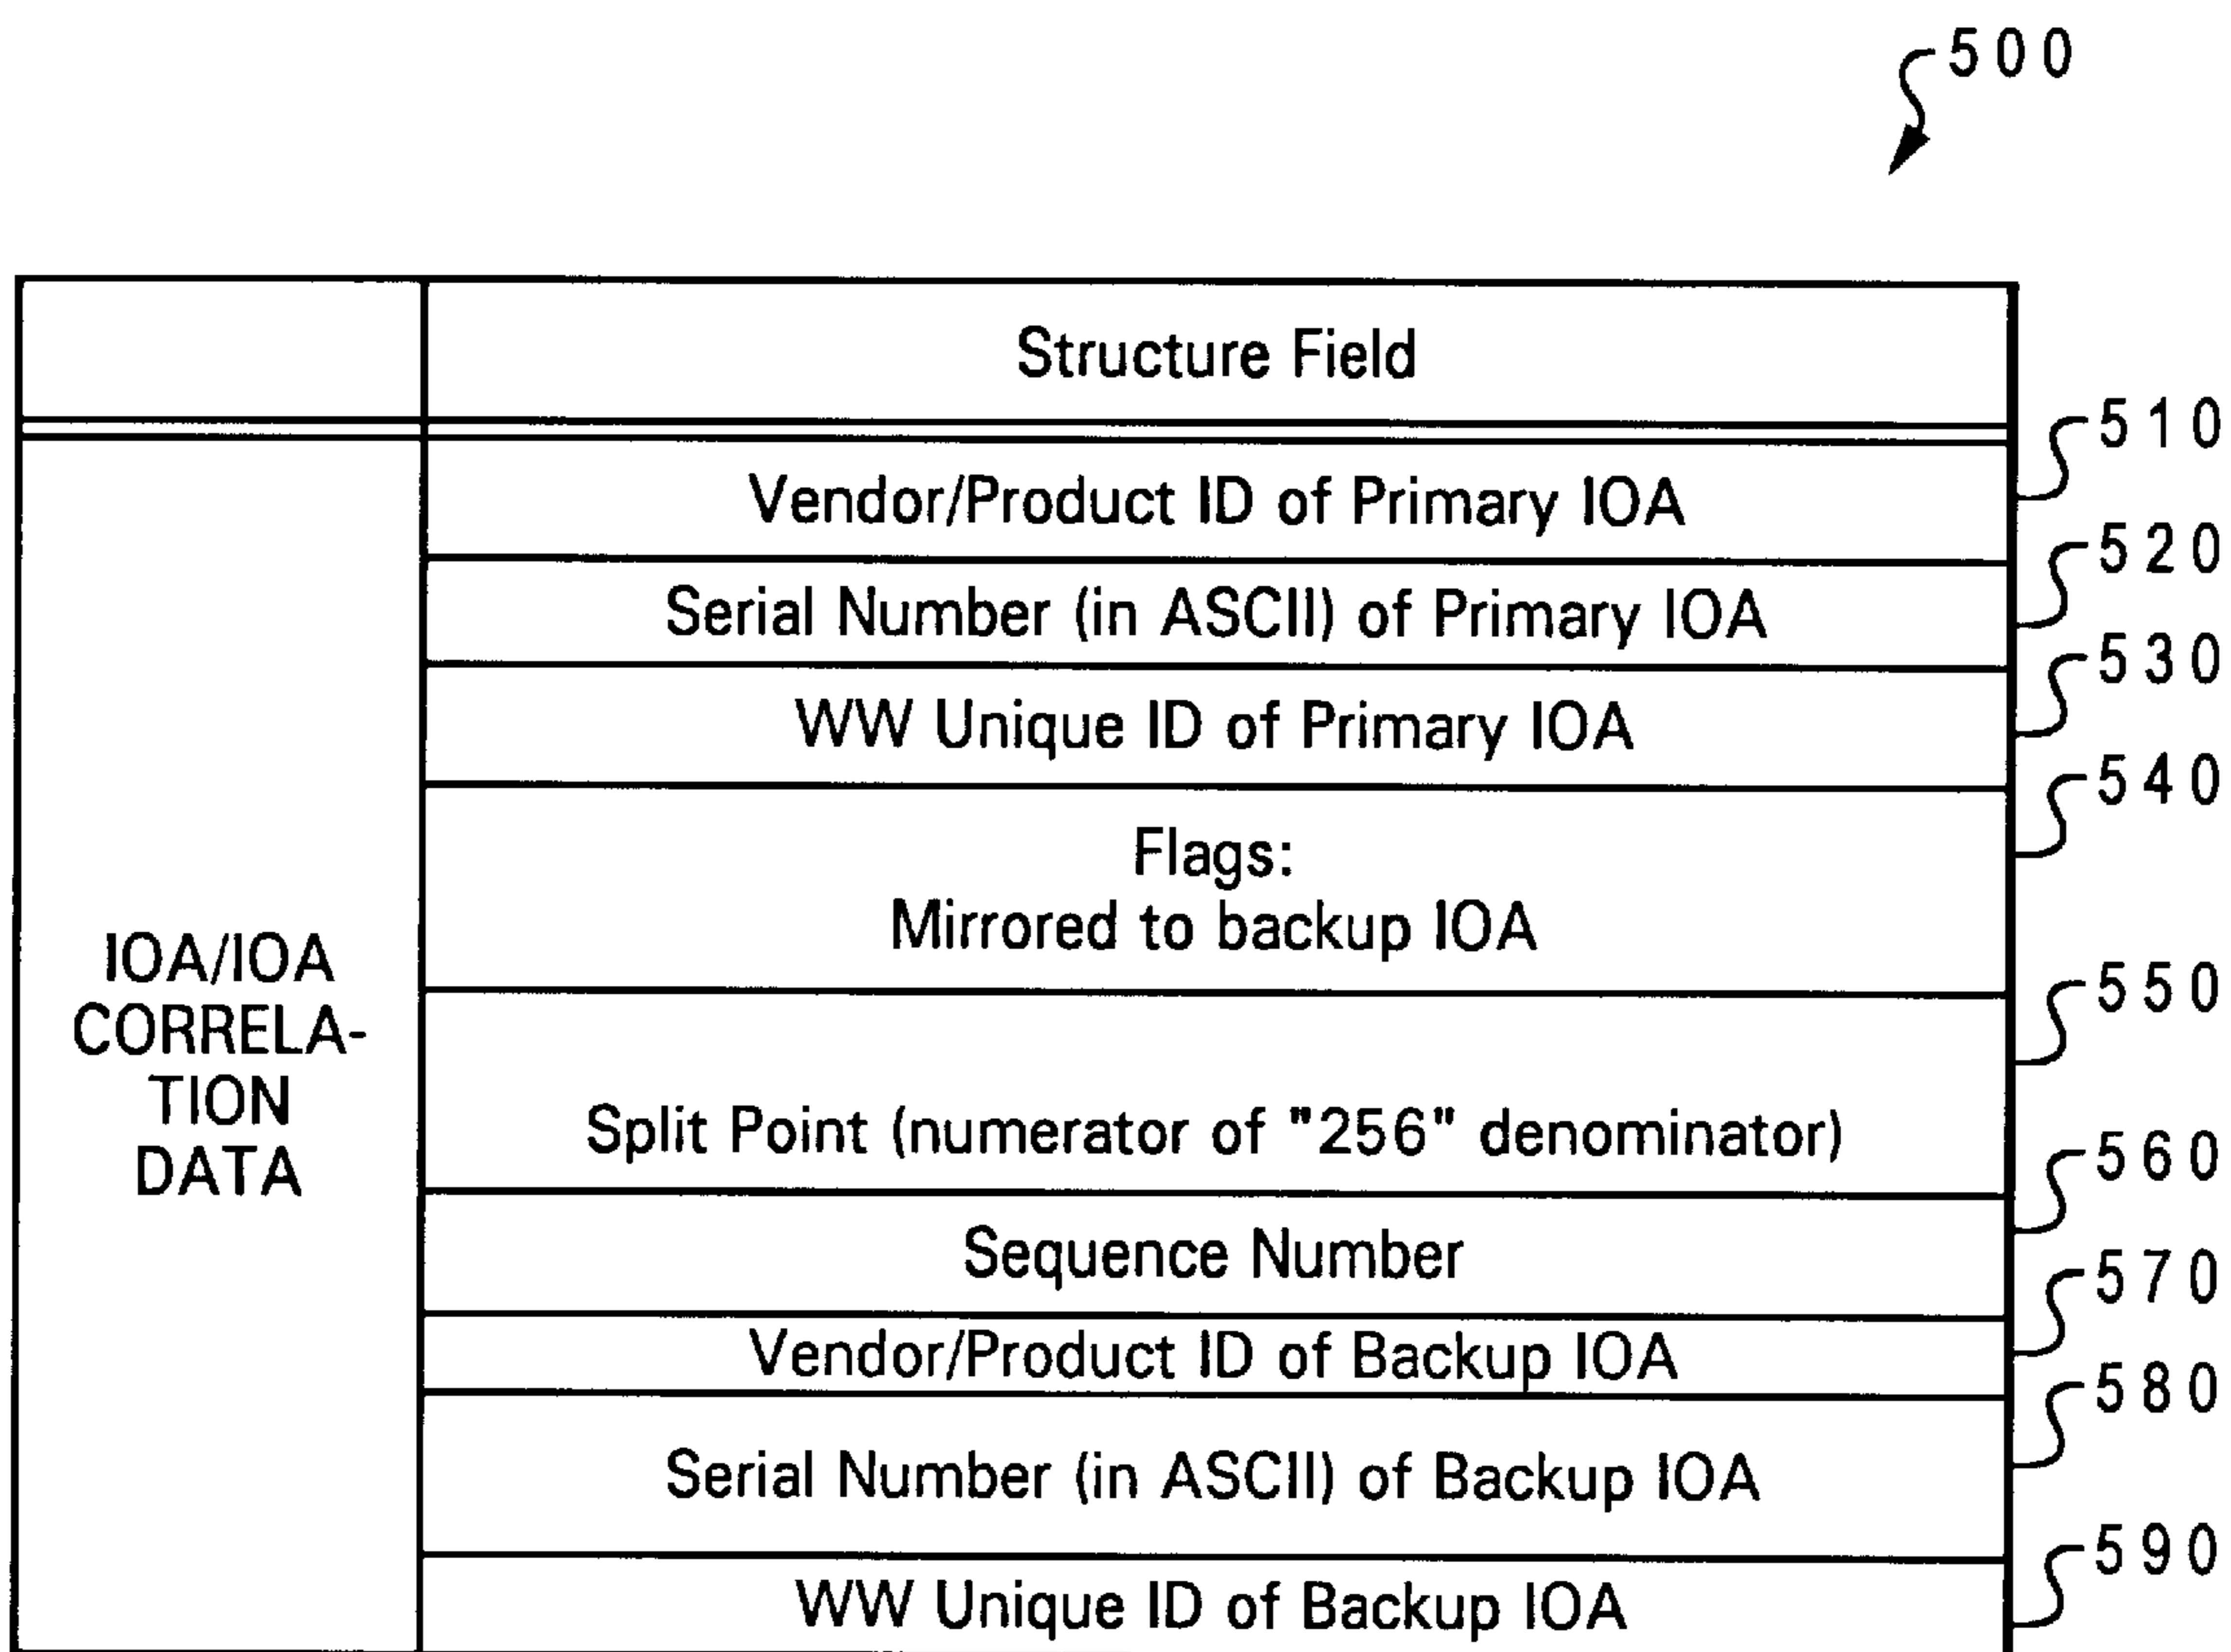 500
Structure Field
510
Vendor/Product ID of Primary IOA
520
Serial Number (in ASCII) of Primary IOA
530
WW Unique ID of Primary IOA
540
Flags:
Mirrored to backup IOA
550
IOA/IOA
CORRELA-
TION
DATA
Split Point (numerator of "256" denominator)
560
Sequence Number
570
Vendor/Product ID of Backup IOA
580
Serial Number (in ASCII) of Backup IOA
590
WW Unique ID of Backup IOA